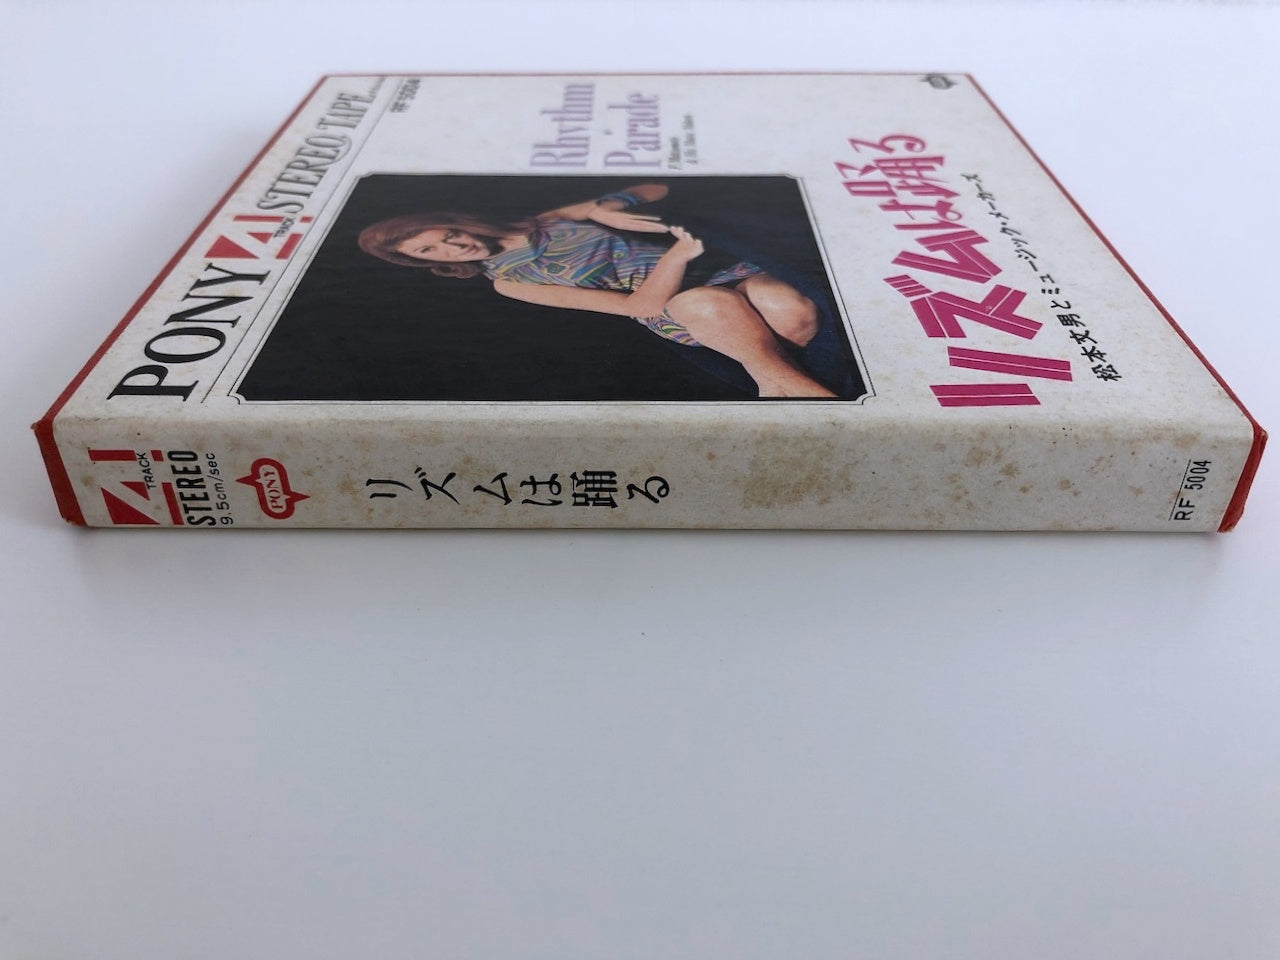 PONY 4 TRACK STEREO TAPE
RF 5004
Rhythm
Parade
リズムは踊る
松本文男とミュージック・メーカーズ
4 TRACK
STEREO
9.5cm/sec
PONY
リズムは踊る
RF 5004